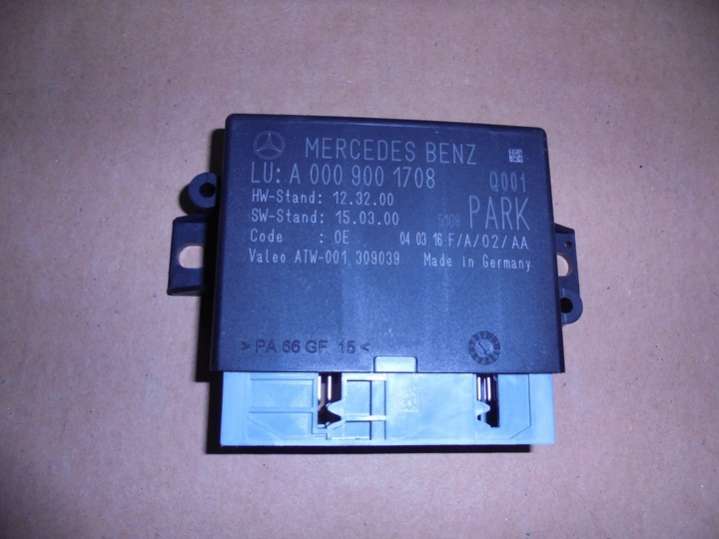 MERCEDES BENZ
LU: A 000 900 1708 Q001
HW-Stand: 12.32.00
SW-Stand: 15.03.00 PARK
Code : 0E 04 03 16 F/A/02/AA
Valeo ATW-001 309039 Made in Germany
> PA 66 GF 15 <